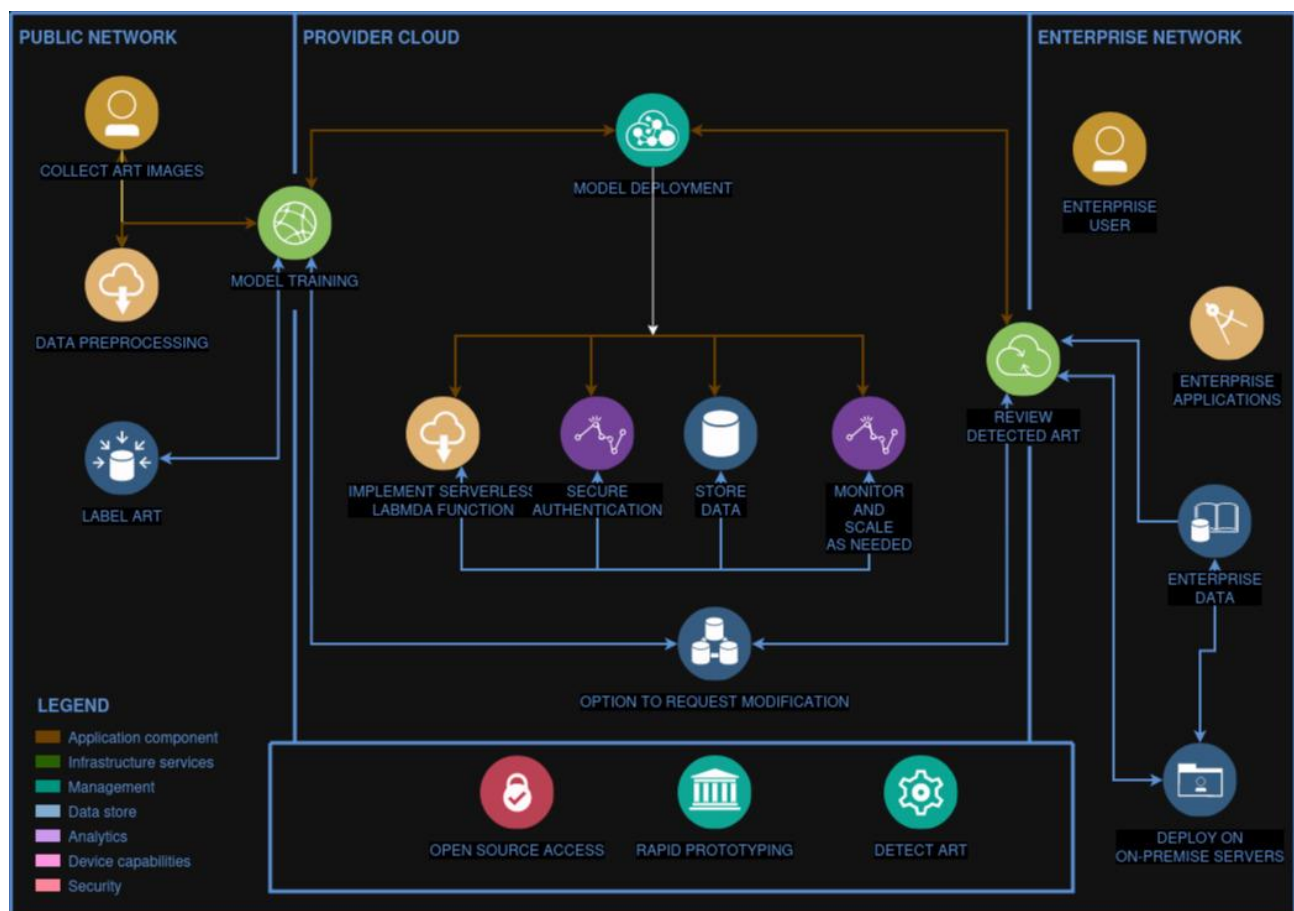 PUBLIC NETWORK
PROVIDER CLOUD
ENTERPRISE NETWORK
COLLECT ART IMAGES
MODEL DEPLOYMENT
ENTERPRISE
USER
MODEL TRAINING
DATA PREPROCESSING
ENTERPRISE
APPLICATIONS
REVIEW
DETECTED ART
LABEL ART
IMPLEMENT SERVERLESS
LABMDA FUNCTION
SECURE
AUTHENTICATION
STORE
DATA
MONITOR
AND
SCALE
AS NEEDED
ENTERPRISE
DATA
OPTION TO REQUEST MODIFICATION
LEGEND
Application component
Infrastructure services
Management
Data store
Analytics
Device capabilities
Security
OPEN SOURCE ACCESS
RAPID PROTOTYPING
DETECT ART
DEPLOY ON
ON-PREMISE SERVERS